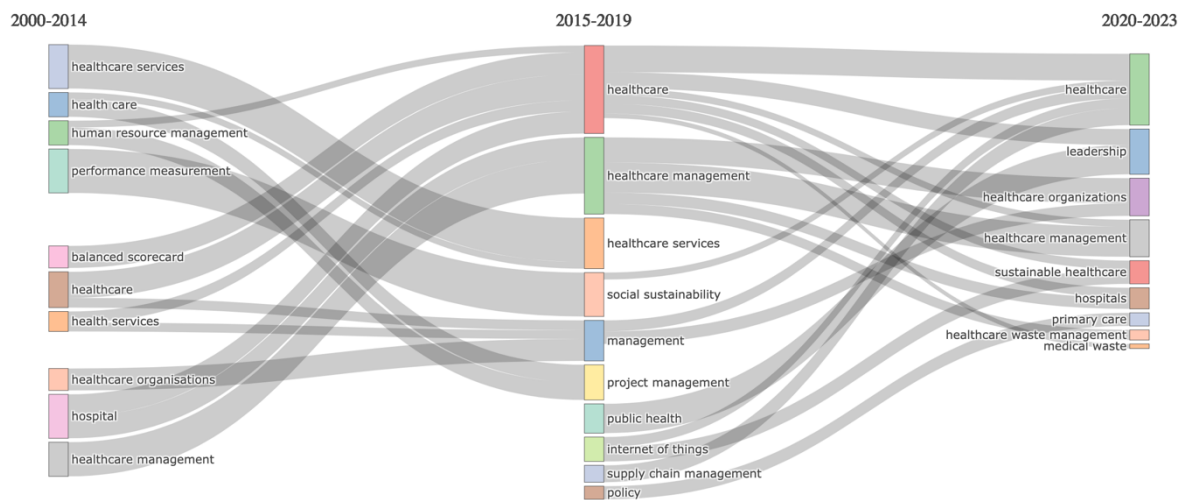 2000-2014
2015-2019
2020-2023
healthcare services
health care
human resource management
performance measurement
balanced scorecard
healthcare
health services
healthcare organisations
hospital
healthcare management
healthcare
healthcare management
healthcare services
social sustainability
management
project management
public health
internet of things
supply chain management
policy
healthcare
leadership
healthcare organizations
healthcare management
sustainable healthcare
hospitals
primary care
healthcare waste management
medical waste